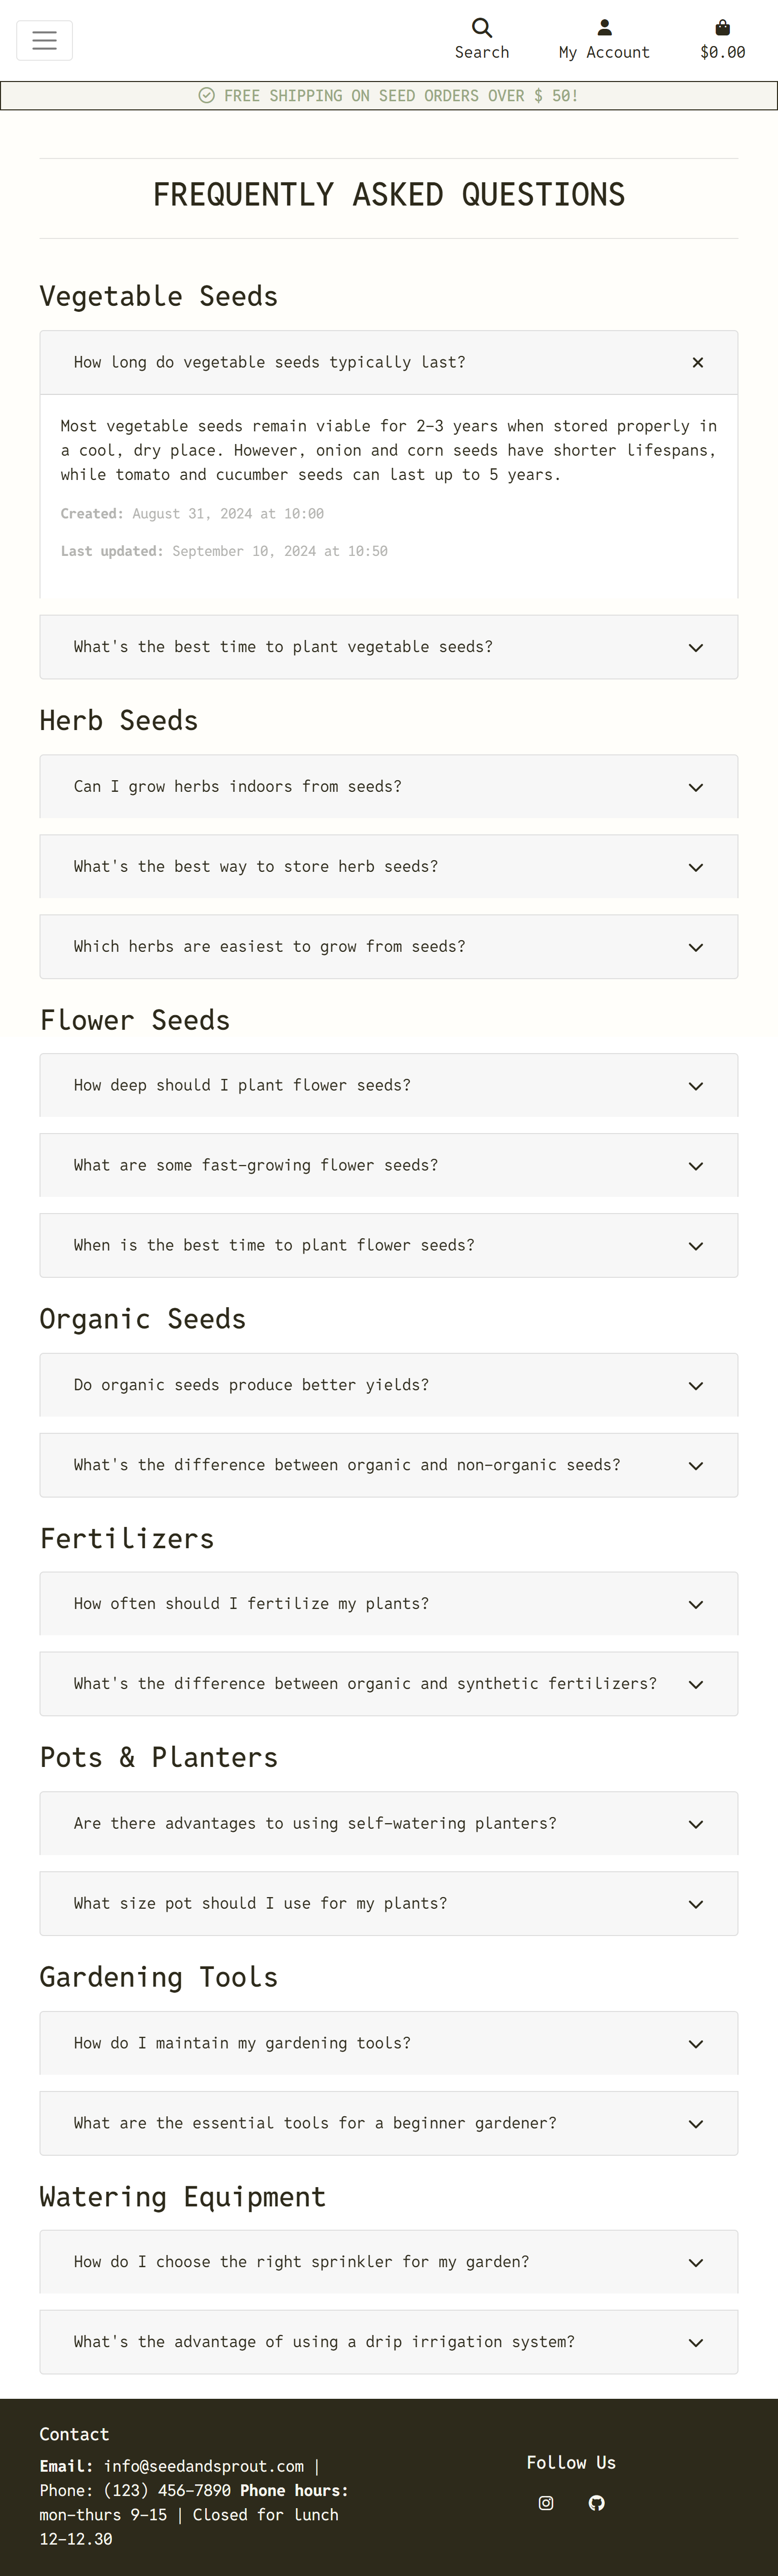 Search My Account $0.00
FREE SHIPPING ON SEED ORDERS OVER $ 50!
FREQUENTLY ASKED QUESTIONS
Vegetable Seeds
How long do vegetable seeds typically last?
Most vegetable seeds remain viable for 2-3 years when stored properly in
a cool, dry place. However, onion and corn seeds have shorter lifespans,
while tomato and cucumber seeds can last up to 5 years.
Created: August 31, 2024 at 10:00
Last updated: September 10, 2024 at 10:50
What's the best time to plant vegetable seeds?
Herb Seeds
Can I grow herbs indoors from seeds?
What's the best way to store herb seeds?
Which herbs are easiest to grow from seeds?
Flower Seeds
How deep should I plant flower seeds?
What are some fast-growing flower seeds?
When is the best time to plant flower seeds?
Organic Seeds
Do organic seeds produce better yields?
What's the difference between organic and non-organic seeds?
Fertilizers
How often should I fertilize my plants?
What's the difference between organic and synthetic fertilizers?
Pots & Planters
Are there advantages to using self-watering planters?
What size pot should I use for my plants?
Gardening Tools
How do I maintain my gardening tools?
What are the essential tools for a beginner gardener?
Watering Equipment
How do I choose the right sprinkler for my garden?
What's the advantage of using a drip irrigation system?
Contact
Email: info@seedandsprout.com |
Phone: (123) 456-7890 Phone hours:
mon-thurs 9-15 | Closed for lunch
12-12.30
Follow Us